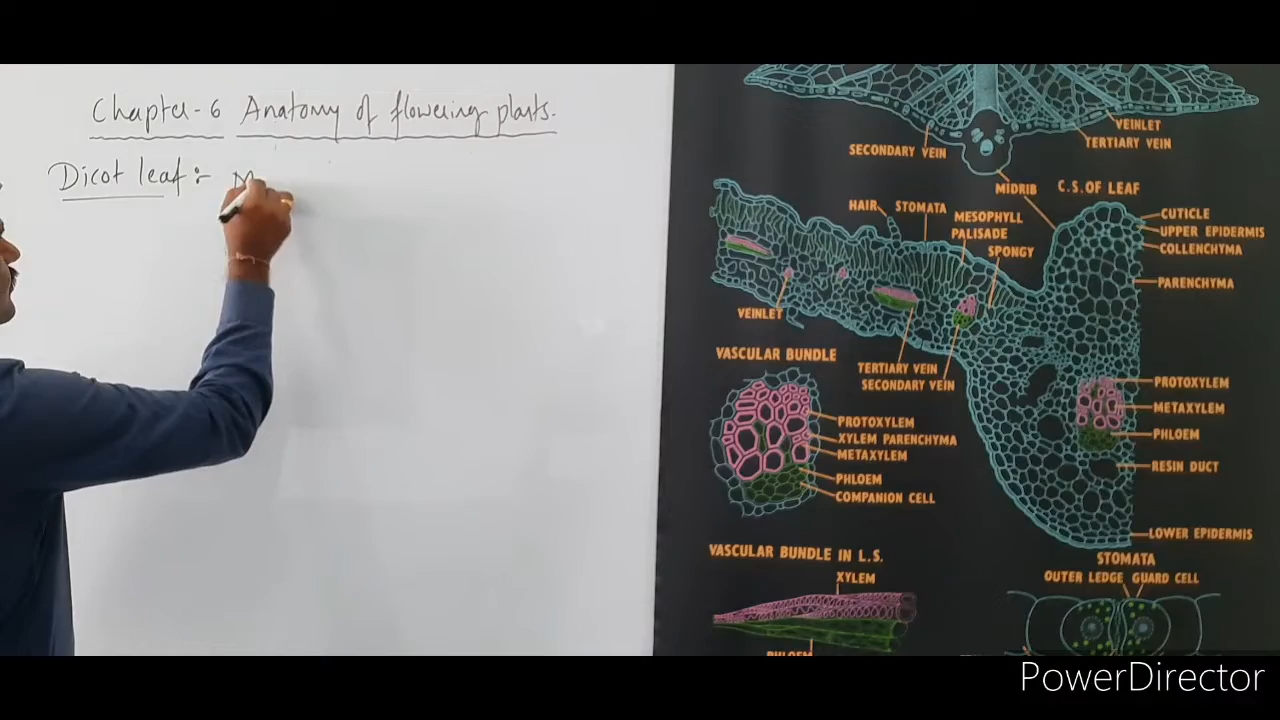 Chapter-6 Anatomy of flowering plants.
Dicot leaf :-
VEINLET
TERTIARY VEIN
SECONDARY VEIN
MIDRIB C.S. OF LEAF
HAIR STOMATA
MESOPHYLL
PALISADE
SPONGY
CUTICLE
UPPER EPIDERMIS
COLLENCHYMA
PARENCHYMA
VEINLET
TERTIARY VEIN
SECONDARY VEIN
VASCULAR BUNDLE
PROTOXYLEM
XYLEM PARENCHYMA
METAXYLEM
PHLOEM
COMPANION CELL
PROTOXYLEM
METAXYLEM
PHLOEM
RESIN DUCT
LOWER EPIDERMIS
VASCULAR BUNDLE IN L.S.
XYLEM
PHLOEM
STOMATA
OUTER LEDGE GUARD CELL
PowerDirector